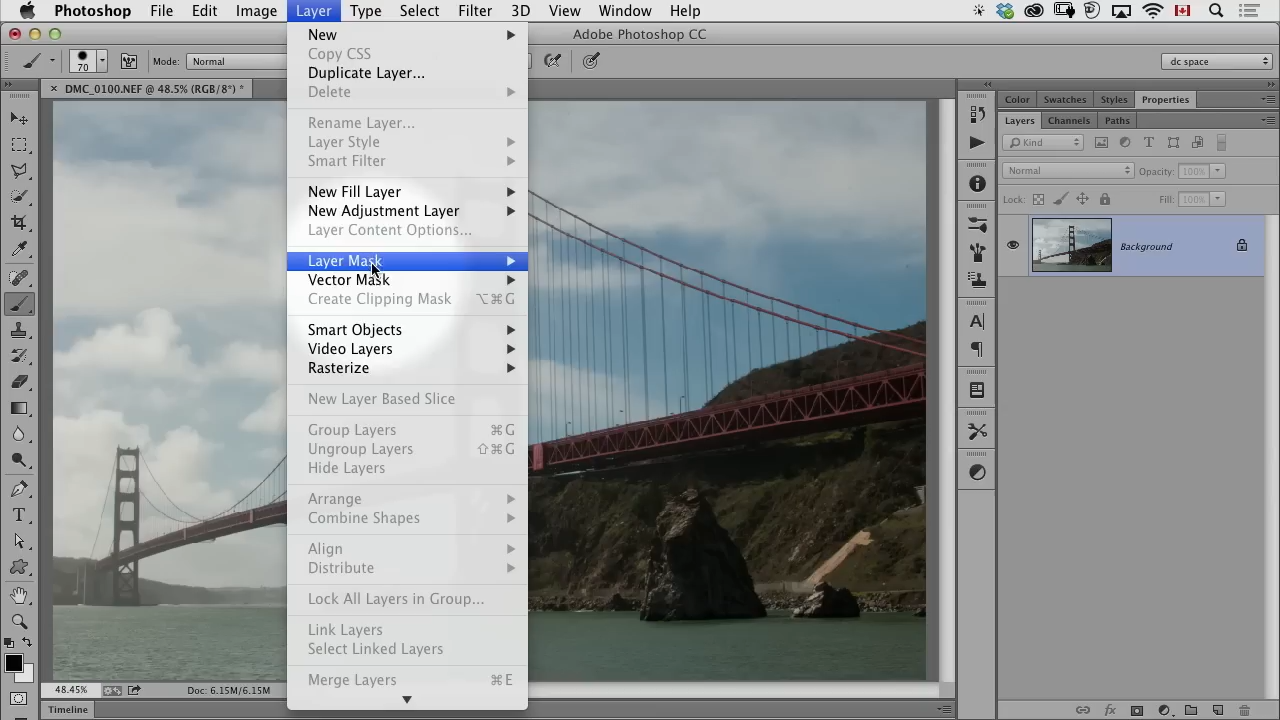 Photoshop File Edit Image Layer Type Select Filter 3D View Window Help
Adobe Photoshop CC
70 Mode: Normal dc space
× DMC_0100.NEF @ 48.5% (RGB/8*) *
New
Copy CSS
Duplicate Layer...
Delete
Rename Layer...
Layer Style
Smart Filter
New Fill Layer
New Adjustment Layer
Layer Content Options...
Layer Mask
Vector Mask
Create Clipping Mask ⌥⌘G
Smart Objects
Video Layers
Rasterize
New Layer Based Slice
Group Layers ⌘G
Ungroup Layers ⇧⌘G
Hide Layers
Arrange
Combine Shapes
Align
Distribute
Lock All Layers in Group...
Link Layers
Select Linked Layers
Merge Layers ⌘E
Color Swatches Styles Properties
Layers Channels Paths
Kind
Normal Opacity: 100%
Lock: Fill: 100%
Background
48.45% Doc: 6.15M/6.15M
Timeline